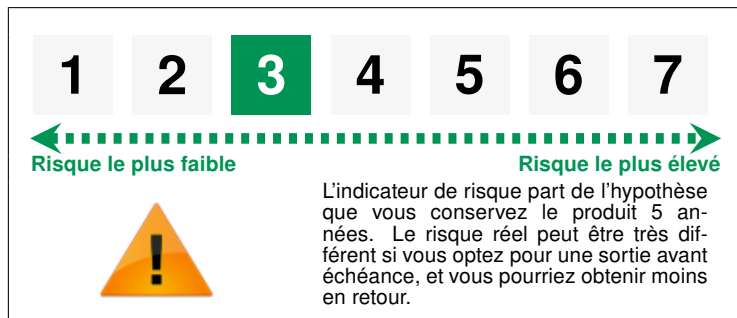 1 2 3 4 5 6 7
Risque le plus faible Risque le plus élevé
L'indicateur de risque part de l'hypothèse
que vous conservez le produit 5 an-
nées. Le risque réel peut être très dif-
férent si vous optez pour une sortie avant
échéance, et vous pourriez obtenir moins
en retour.
!